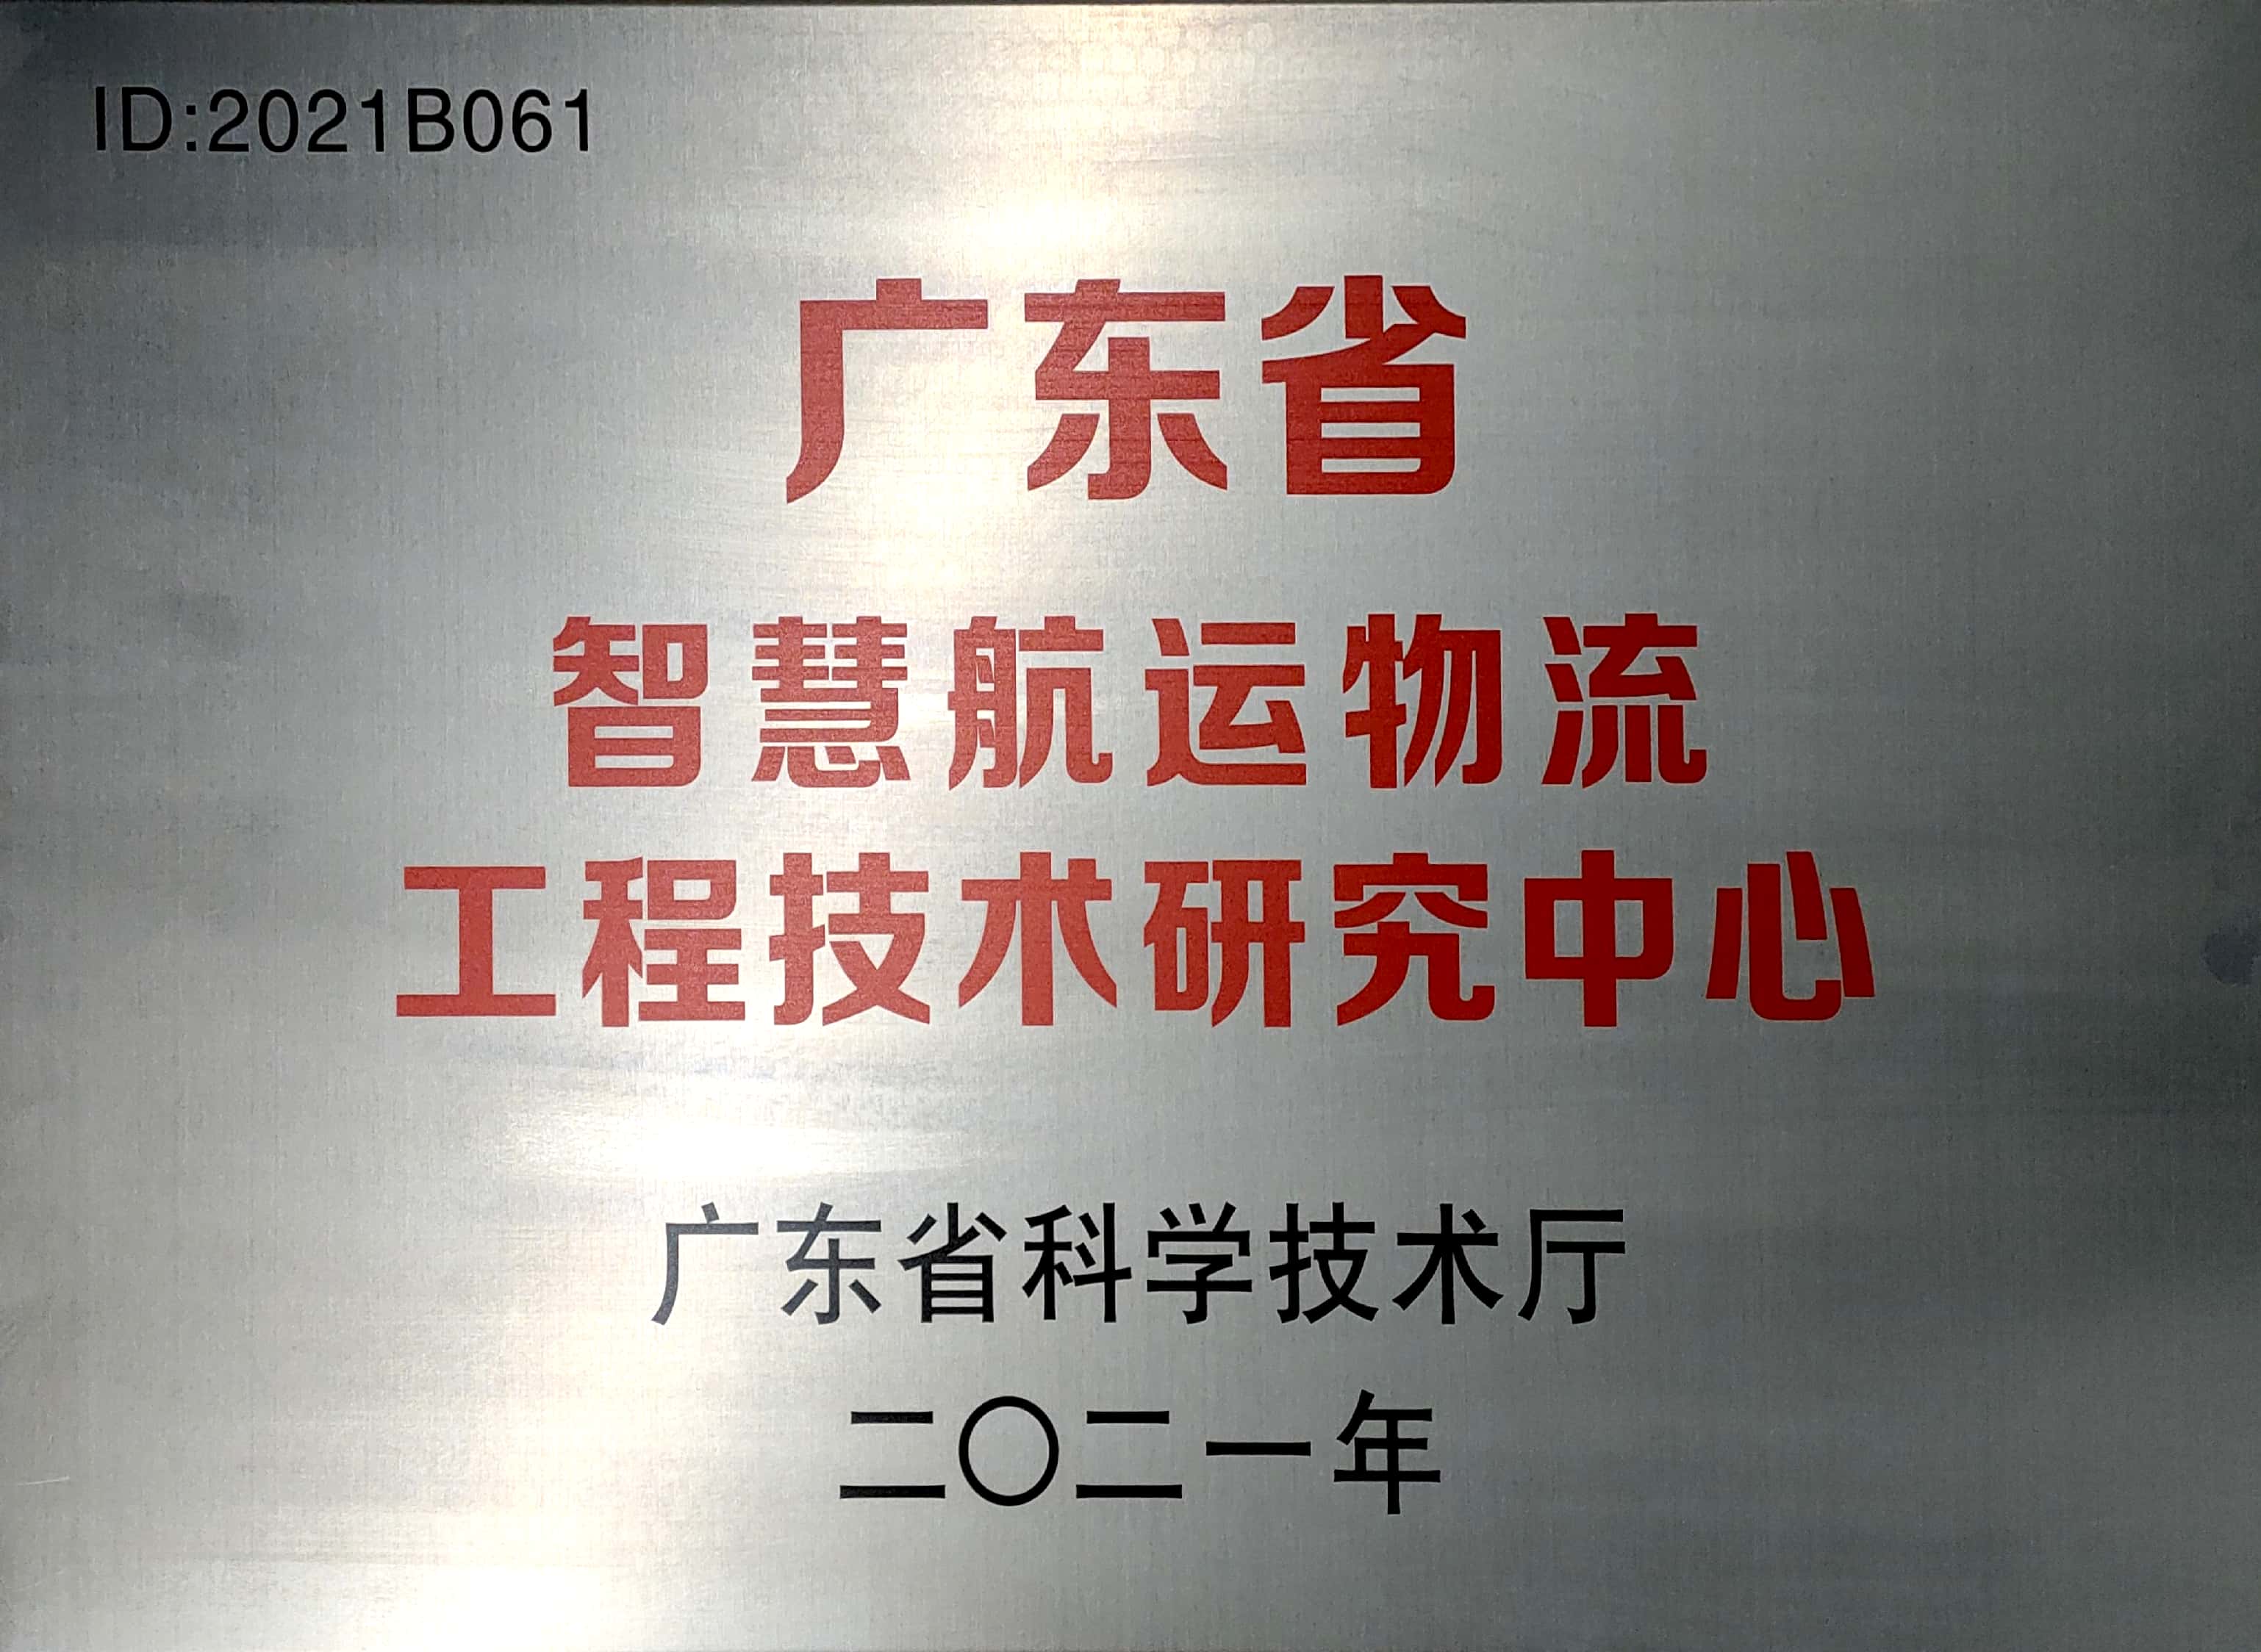 ID:2021B061
广东省
智慧航运物流
工程技术研究中心
广东省科学技术厅
二〇二一年